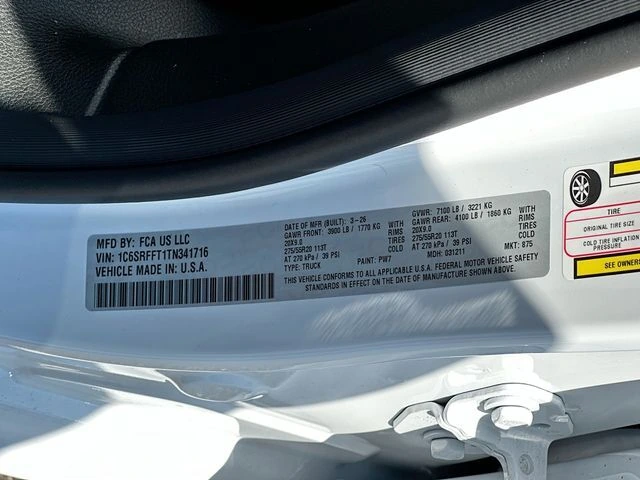 MFD BY: FCA US LLC
VIN: 1C6SRFFT1TN341716
VEHICLE MADE IN: U.S.A.
DATE OF MFR (BUILT): 3-26
GAWR FRONT: 3900 LB / 1770 KG WITH
20X9.0 RIMS
275/55R20 113T TIRES
AT 270 kPa / 39 PSI COLD
TYPE: TRUCK PAINT: PW7
GVWR: 7100 LB / 3221 KG
GAWR REAR: 4100 LB / 1860 KG WITH
20X9.0 RIMS
275/55R20 113T TIRES
AT 270 kPa / 39 PSI COLD
MDH: 031211 MKT: 875
THIS VEHICLE CONFORMS TO ALL APPLICABLE U.S.A. FEDERAL MOTOR VEHICLE SAFETY
STANDARDS IN EFFECT ON THE DATE OF MANUFACTURE SHOWN ABOVE.
ORIGINAL TIRE SIZE
COLD TIRE INFLATION
PRESSURE
SEE OWNERS